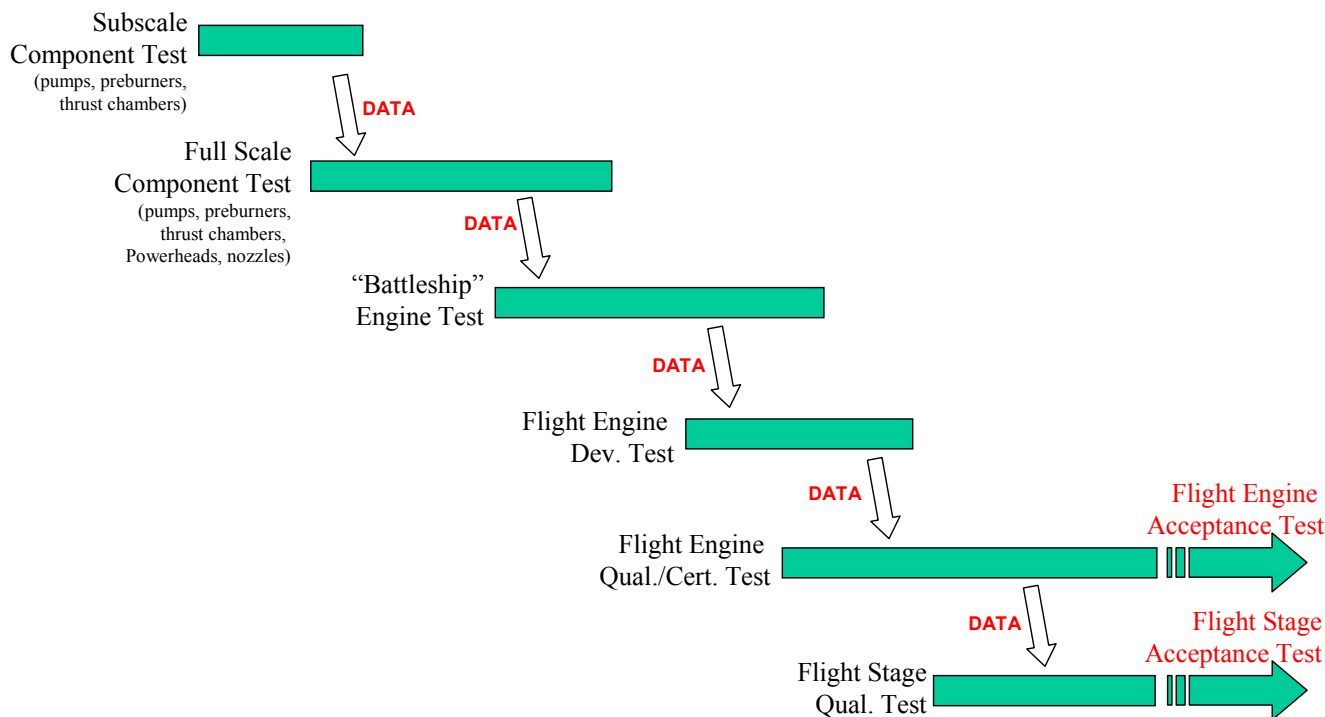 Subscale
Component Test
(pumps, preburners,
thrust chambers)
DATA
Full Scale
Component Test
(pumps, preburners,
thrust chambers,
Powerheads, nozzles)
DATA
“Battleship”
Engine Test
DATA
Flight Engine
Dev. Test
DATA
Flight Engine
Acceptance Test
Flight Engine
Qual./Cert. Test
DATA
Flight Stage
Acceptance Test
Flight Stage
Qual. Test